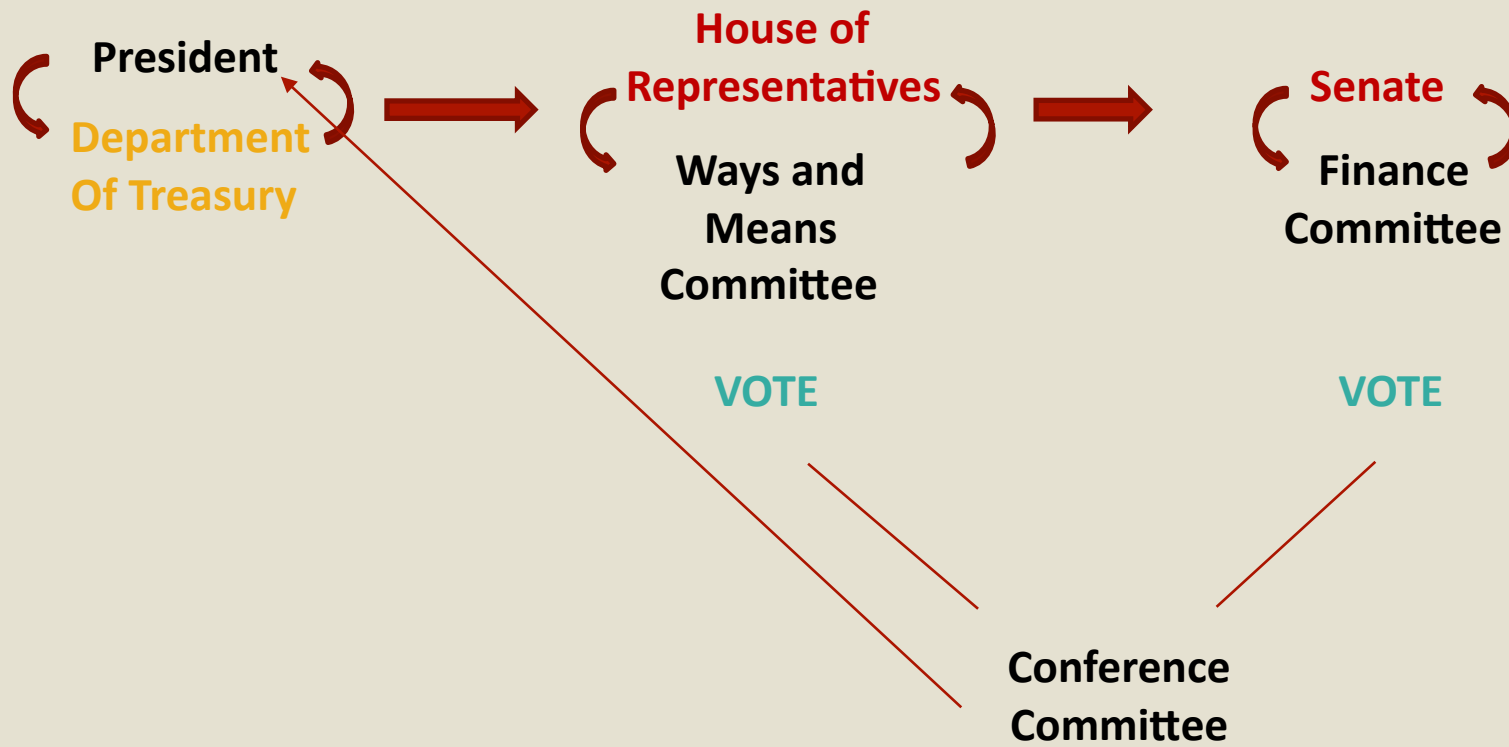 President
Department
Of Treasury
House of
Representatives
Ways and
Means
Committee
VOTE
Senate
Finance
Committee
VOTE
Conference
Committee